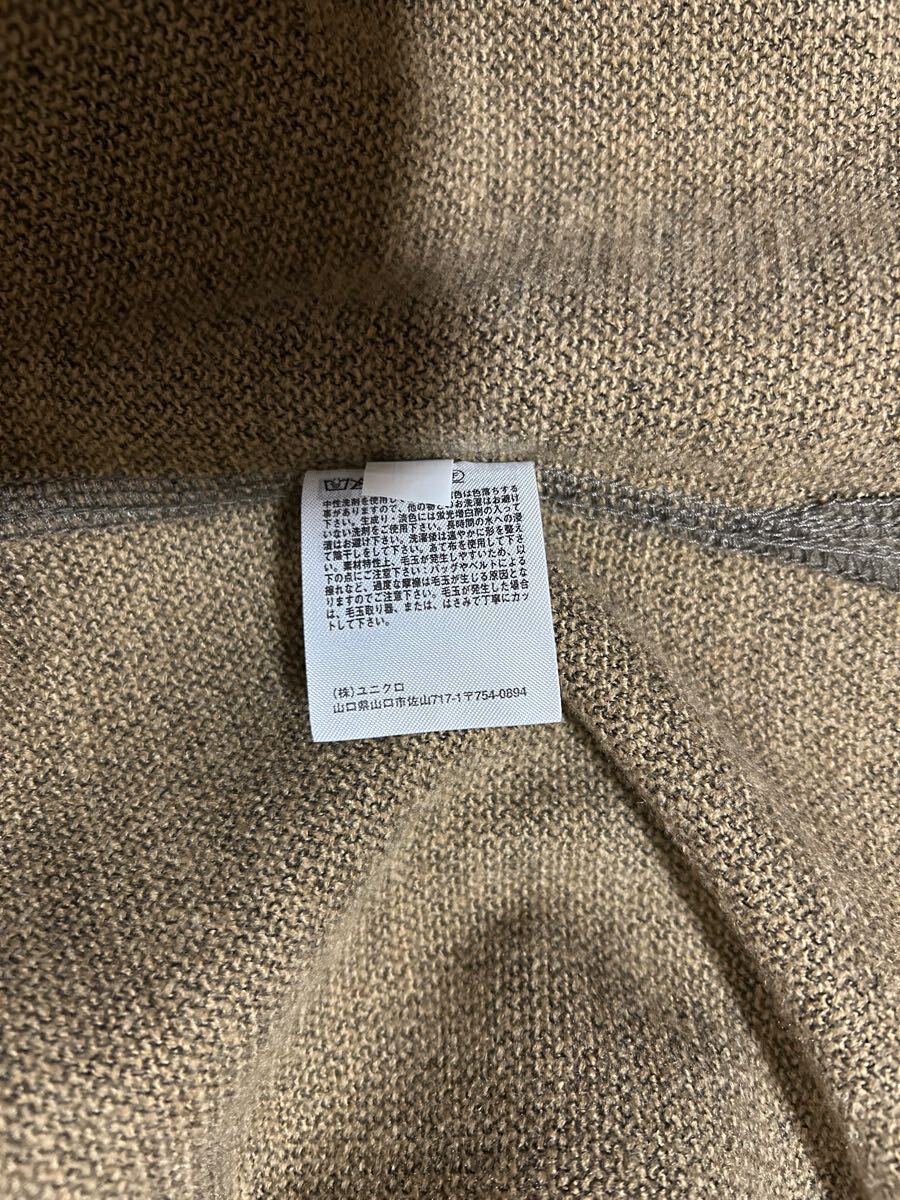 中性洗剤を使用し 色は色落ちする
事がありますので、他の物と お洗濯はお避け
下さい。生成り・淡色には蛍光増白剤の入って
いない洗剤をご使用下さい。長時間の水への浸
漬はお避け下さい。洗濯後は速やかに形を整え
て陰干しをして下さい。あて布を使用して下さ
い。素材の特性上、毛玉が発生しやすいため、以
下の点にご注意下さい：バッグやベルトとの
擦れなど、過度な摩擦は毛玉が生じる原因とな
りますのでご注意下さい。毛玉が発生した場合
は、毛玉取り器、または、はさみで丁寧にカッ
トして下さい。
(株)ユニクロ
山口県山口市佐山717-1〒754-0894